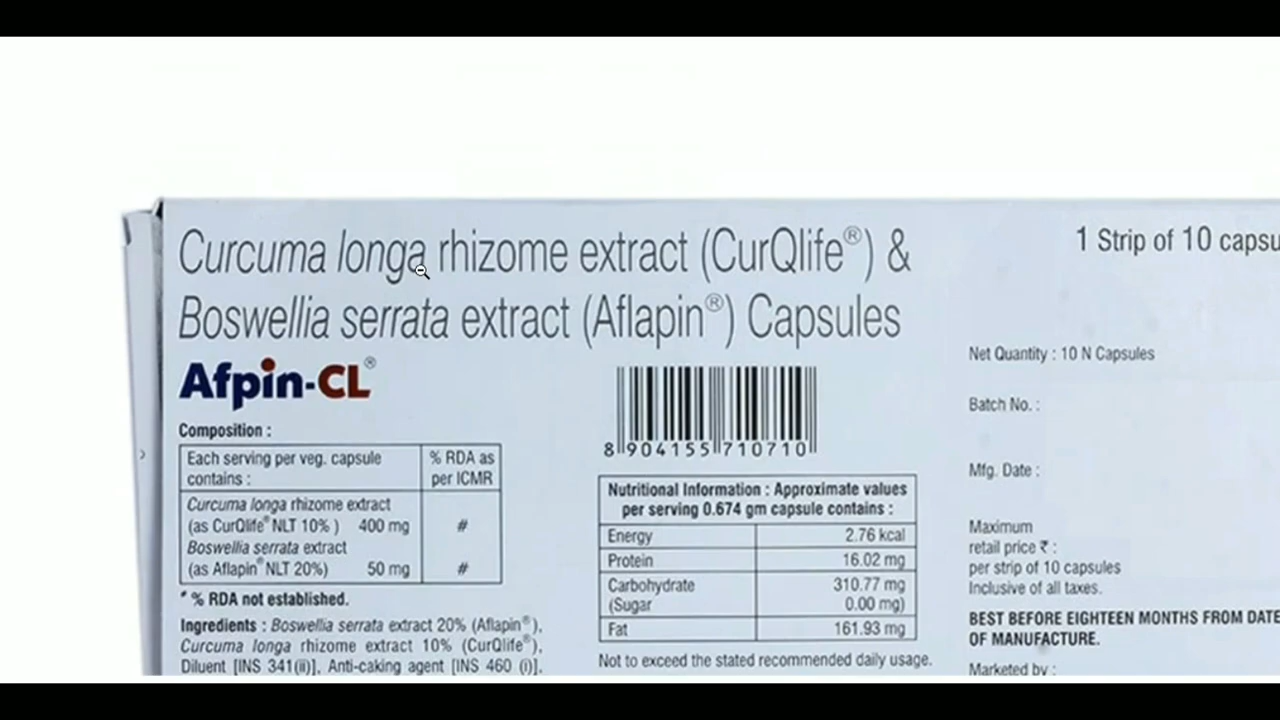 Curcuma longa rhizome extract (CurQlife®) &
Boswellia serrata extract (Aflapin®) Capsules
Afpin-CL®
Composition :
Each serving per veg. capsule contains :
% RDA as per ICMR
Curcuma longa rhizome extract
(as CurQlife® NLT 10% ) 400 mg #
Boswellia serrata extract
(as Aflapin® NLT 20%) 50 mg #
* % RDA not established.
Ingredients : Boswellia serrata extract 20% (Aflapin®),
Curcuma longa rhizome extract 10% (CurQlife®),
Diluent [INS 341(ii)], Anti-caking agent [INS 460 (i)],
8 904155 710710
Nutritional Information : Approximate values
per serving 0.674 gm capsule contains :
Energy 2.76 kcal
Protein 16.02 mg
Carbohydrate 310.77 mg
(Sugar 0.00 mg)
Fat 161.93 mg
Not to exceed the stated recommended daily usage.
1 Strip of 10 capsu
Net Quantity : 10 N Capsules
Batch No. :
Mfg. Date :
Maximum
retail price ₹ :
per strip of 10 capsules
Inclusive of all taxes.
BEST BEFORE EIGHTEEN MONTHS FROM DATE
OF MANUFACTURE.
Marketed by :